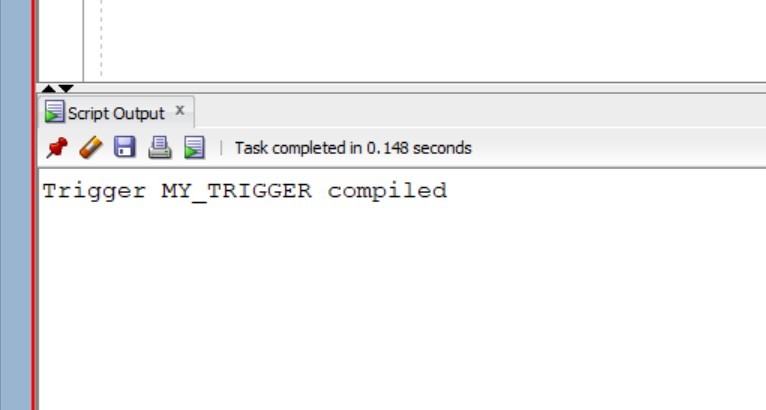 Script Output x
Task completed in 0.148 seconds
Trigger MY_TRIGGER compiled